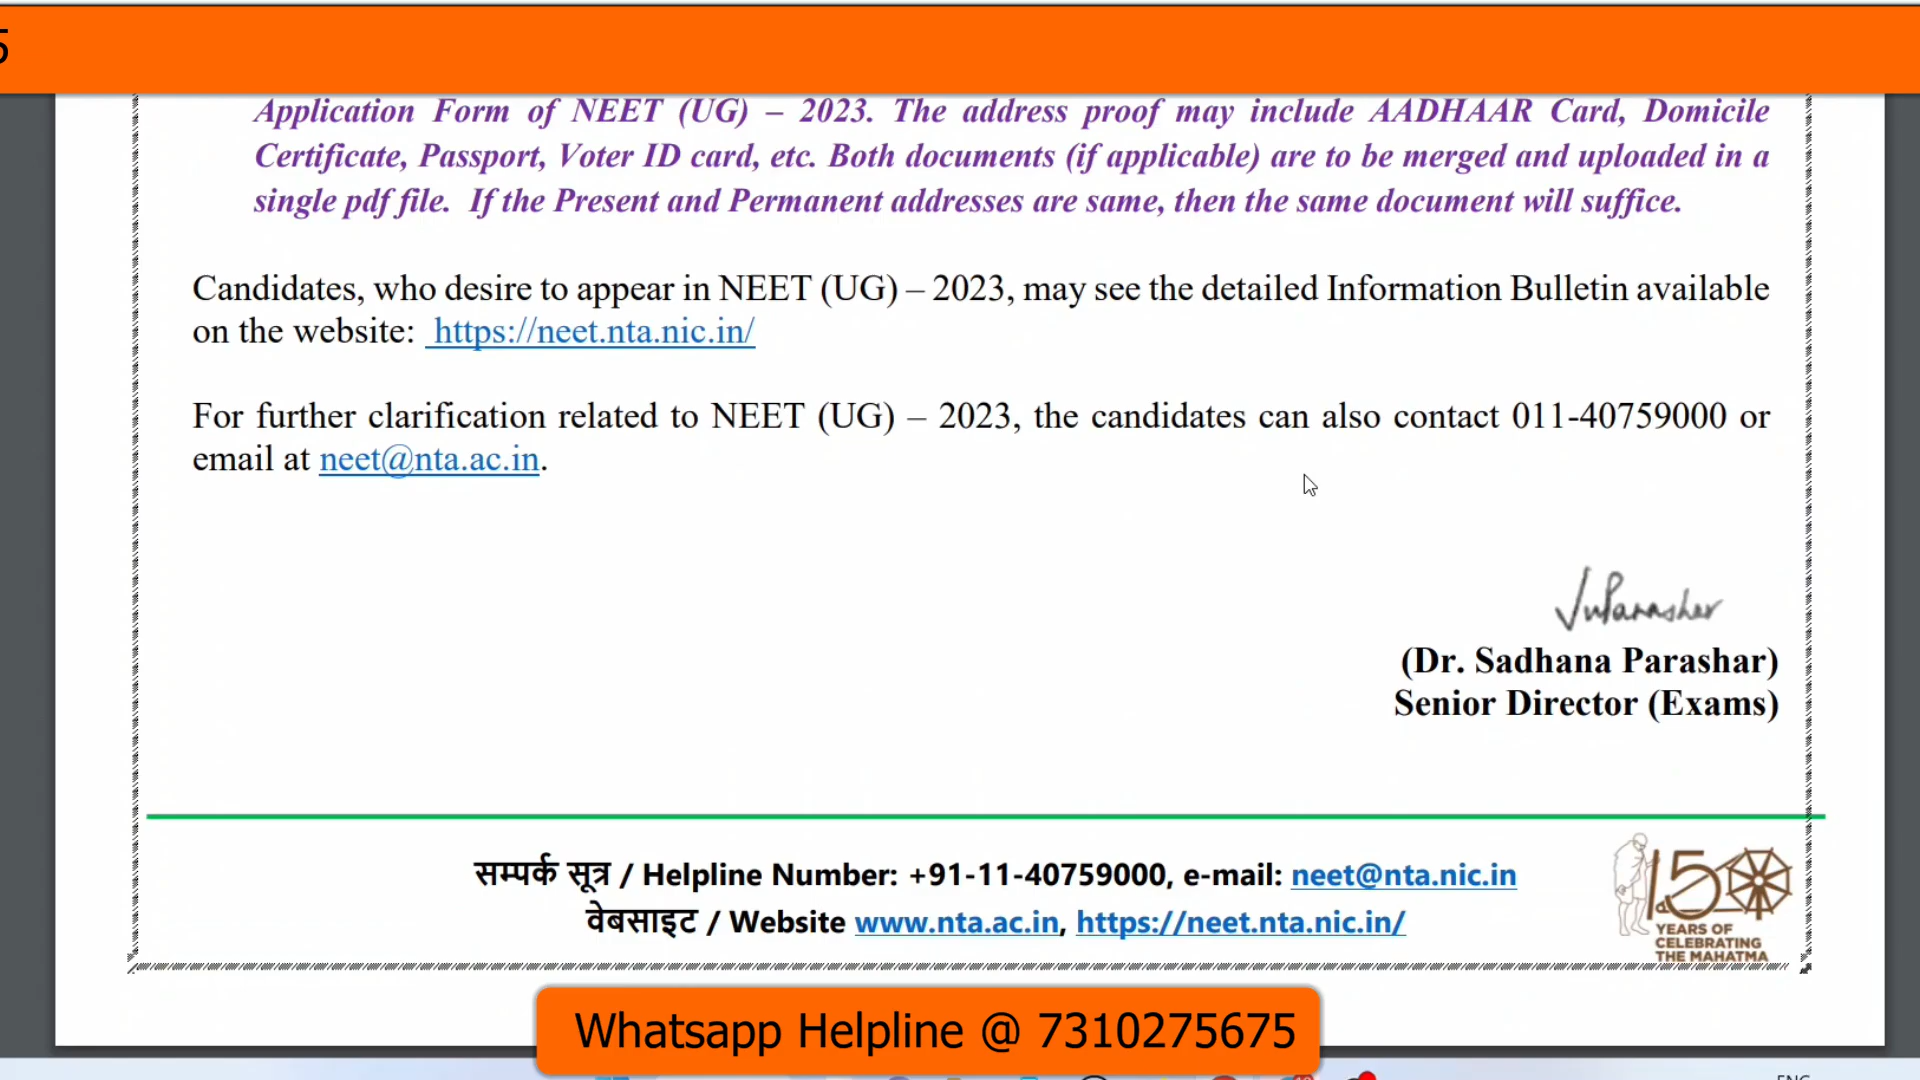 5
Application Form of NEET (UG) – 2023. The address proof may include AADHAAR Card, Domicile
Certificate, Passport, Voter ID card, etc. Both documents (if applicable) are to be merged and uploaded in a
single pdf file. If the Present and Permanent addresses are same, then the same document will suffice.
Candidates, who desire to appear in NEET (UG) – 2023, may see the detailed Information Bulletin available
on the website: https://neet.nta.nic.in/
For further clarification related to NEET (UG) – 2023, the candidates can also contact 011-40759000 or
email at neet@nta.ac.in.
(Dr. Sadhana Parashar)
Senior Director (Exams)
सम्पर्क सूत्र / Helpline Number: +91-11-40759000, e-mail: neet@nta.nic.in
वेबसाइट / Website www.nta.ac.in, https://neet.nta.nic.in/
150
YEARS OF
CELEBRATING
THE MAHATMA
Whatsapp Helpline @ 7310275675